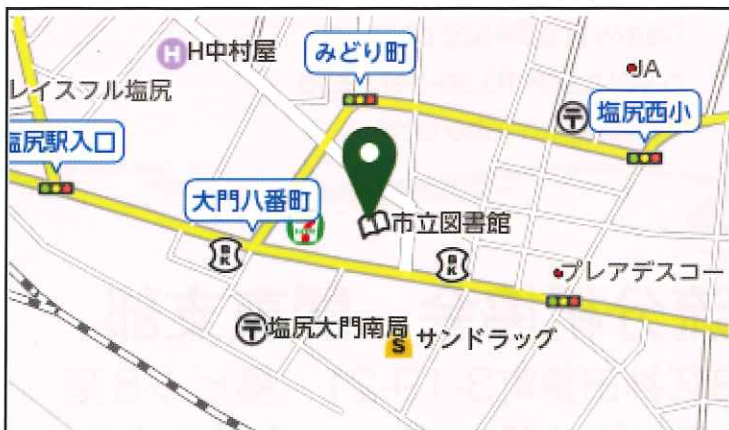 H
H中村屋
みどり町
JA
レイスフル塩尻
〒
塩尻西小
塩尻駅入口
大門八番町
市立図書館
BK
BK
プレアデスコー
〒
塩尻大門南局
S
サンドラッグ